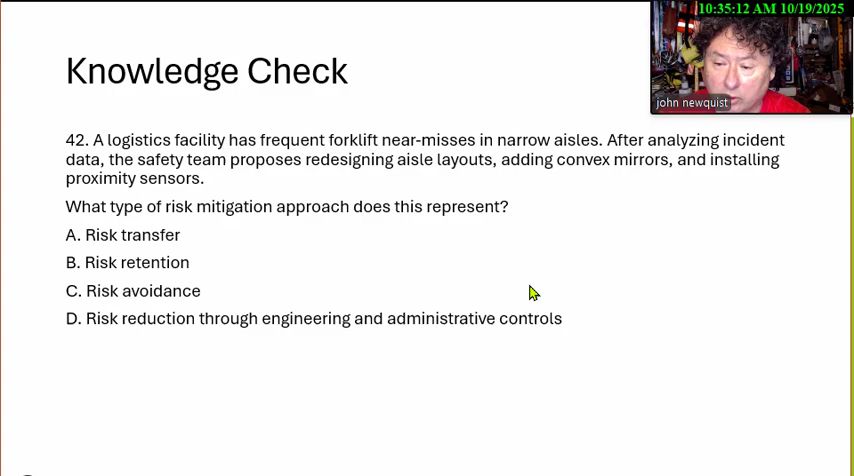 10:35:12 AM 10/19/2025
Knowledge Check
john newquist
42. A logistics facility has frequent forklift near-misses in narrow aisles. After analyzing incident
data, the safety team proposes redesigning aisle layouts, adding convex mirrors, and installing
proximity sensors.
What type of risk mitigation approach does this represent?
A. Risk transfer
B. Risk retention
C. Risk avoidance
D. Risk reduction through engineering and administrative controls